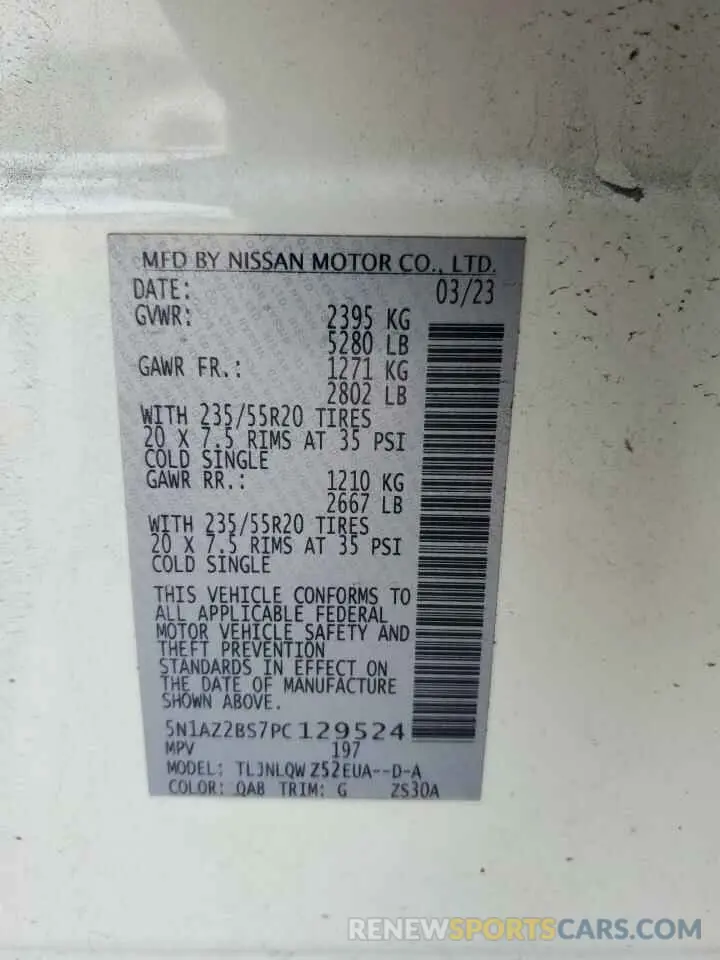 MFD BY NISSAN MOTOR CO., LTD.
DATE: 03/23
GVWR: 2395 KG
5280 LB
GAWR FR.: 1271 KG
2802 LB
WITH 235/55R20 TIRES
20 X 7.5 RIMS AT 35 PSI
COLD SINGLE
GAWR RR.: 1210 KG
2667 LB
WITH 235/55R20 TIRES
20 X 7.5 RIMS AT 35 PSI
COLD SINGLE
THIS VEHICLE CONFORMS TO
ALL APPLICABLE FEDERAL
MOTOR VEHICLE SAFETY AND
THEFT PREVENTION
STANDARDS IN EFFECT ON
THE DATE OF MANUFACTURE
SHOWN ABOVE.
5N1AZ2BS7PC129524
MPV 197
MODEL: TLJNLQW Z52EUA--D-A
COLOR: QAB TRIM: G ZS30A
RENEWSPORTSCARS.COM